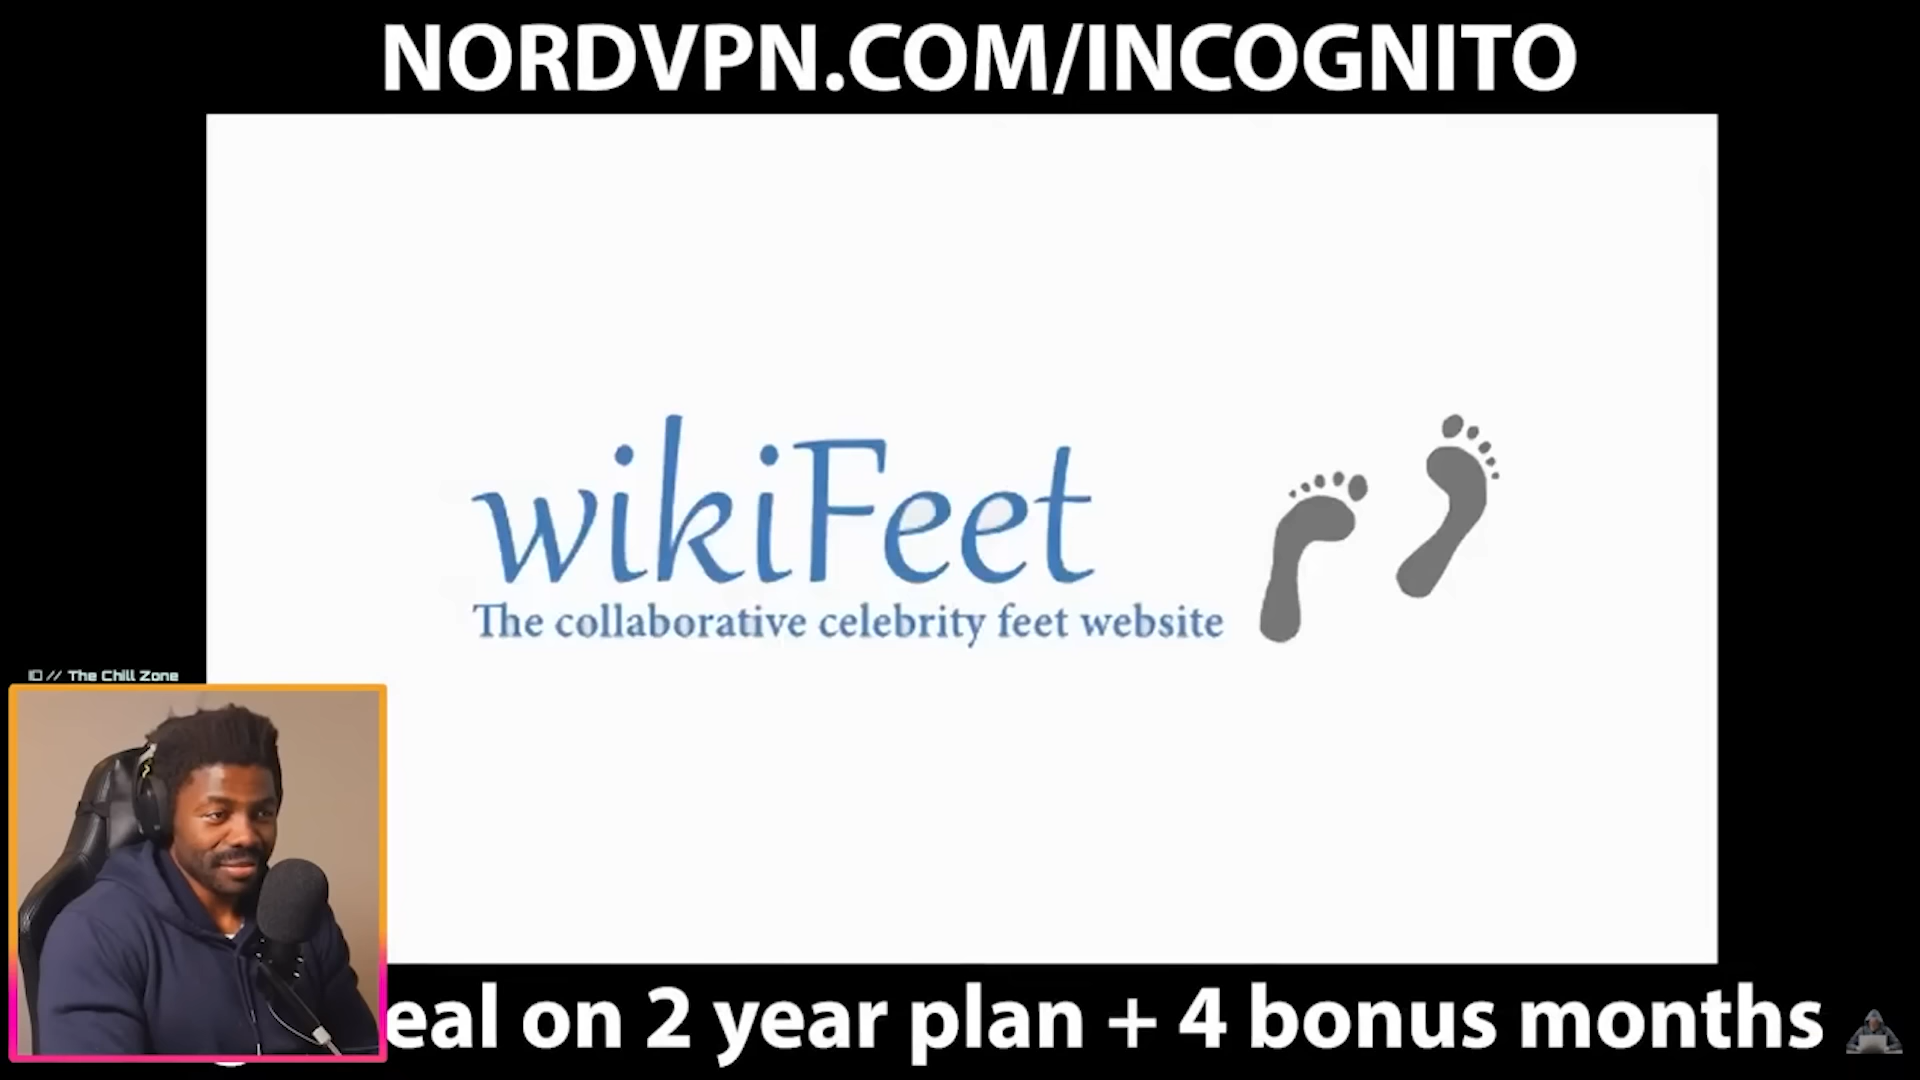 NORDVPN.COM/INCOGNITO
wikiFeet
The collaborative celebrity feet website
// The Chill Zone
eal on 2 year plan + 4 bonus months